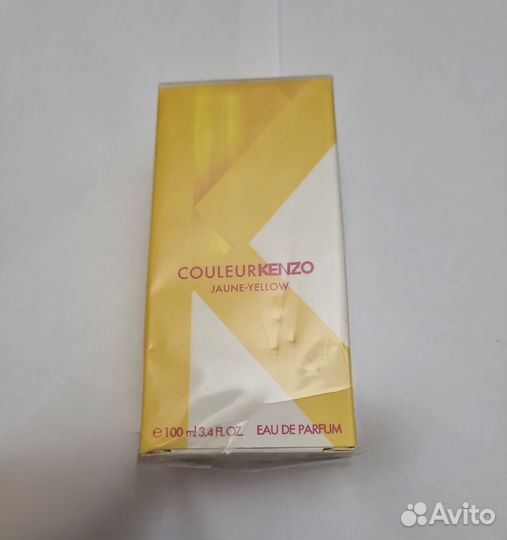 COULEURKENZO
JAUNE-YELLOW
℮ 100 ml 3.4 FL.OZ. EAU DE PARFUM
Avito